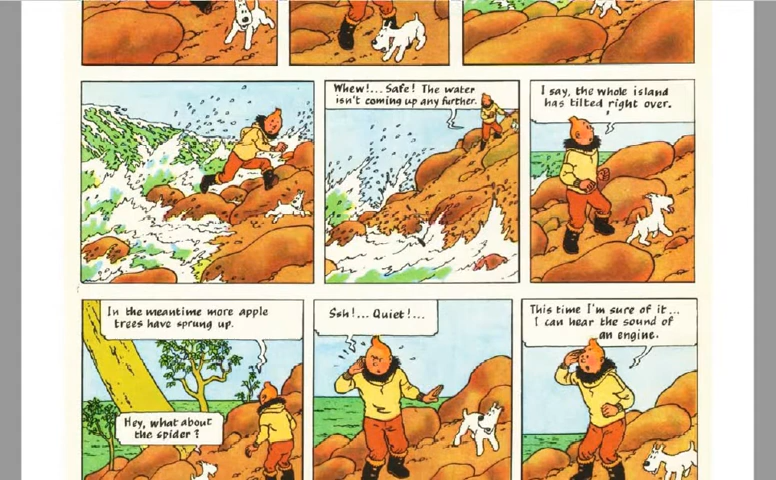 Whew!... Safe! The water
isn't coming up any further.
I say, the whole island
has tilted right over.
In the meantime more apple
trees have sprung up.
Hey, what about
the spider?
Ssh!... Quiet!...
This time I'm sure of it...
I can hear the sound of
an engine.